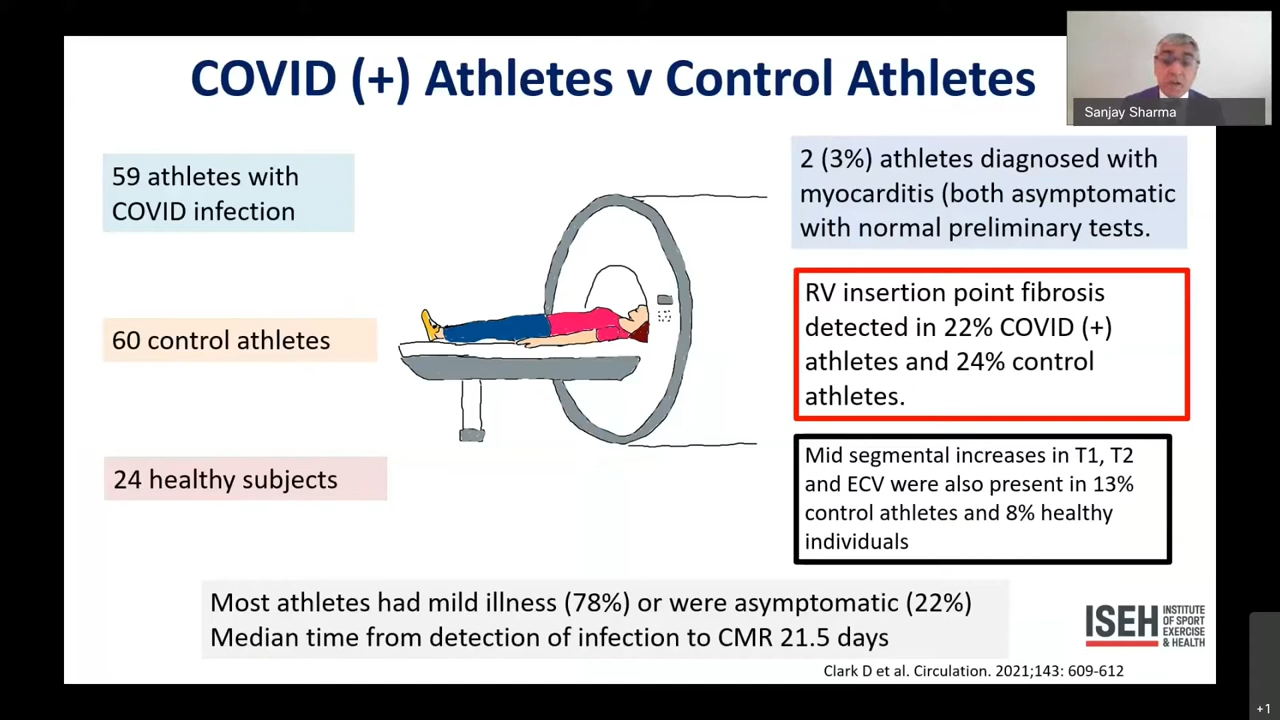 COVID (+) Athletes v Control Athletes
Sanjay Sharma
59 athletes with
COVID infection
60 control athletes
24 healthy subjects
2 (3%) athletes diagnosed with
myocarditis (both asymptomatic
with normal preliminary tests.
RV insertion point fibrosis
detected in 22% COVID (+)
athletes and 24% control
athletes.
Mid segmental increases in T1, T2
and ECV were also present in 13%
control athletes and 8% healthy
individuals
Most athletes had mild illness (78%) or were asymptomatic (22%)
Median time from detection of infection to CMR 21.5 days
ISEH
INSTITUTE
OF SPORT
EXERCISE
& HEALTH
Clark D et al. Circulation. 2021;143: 609-612
+1